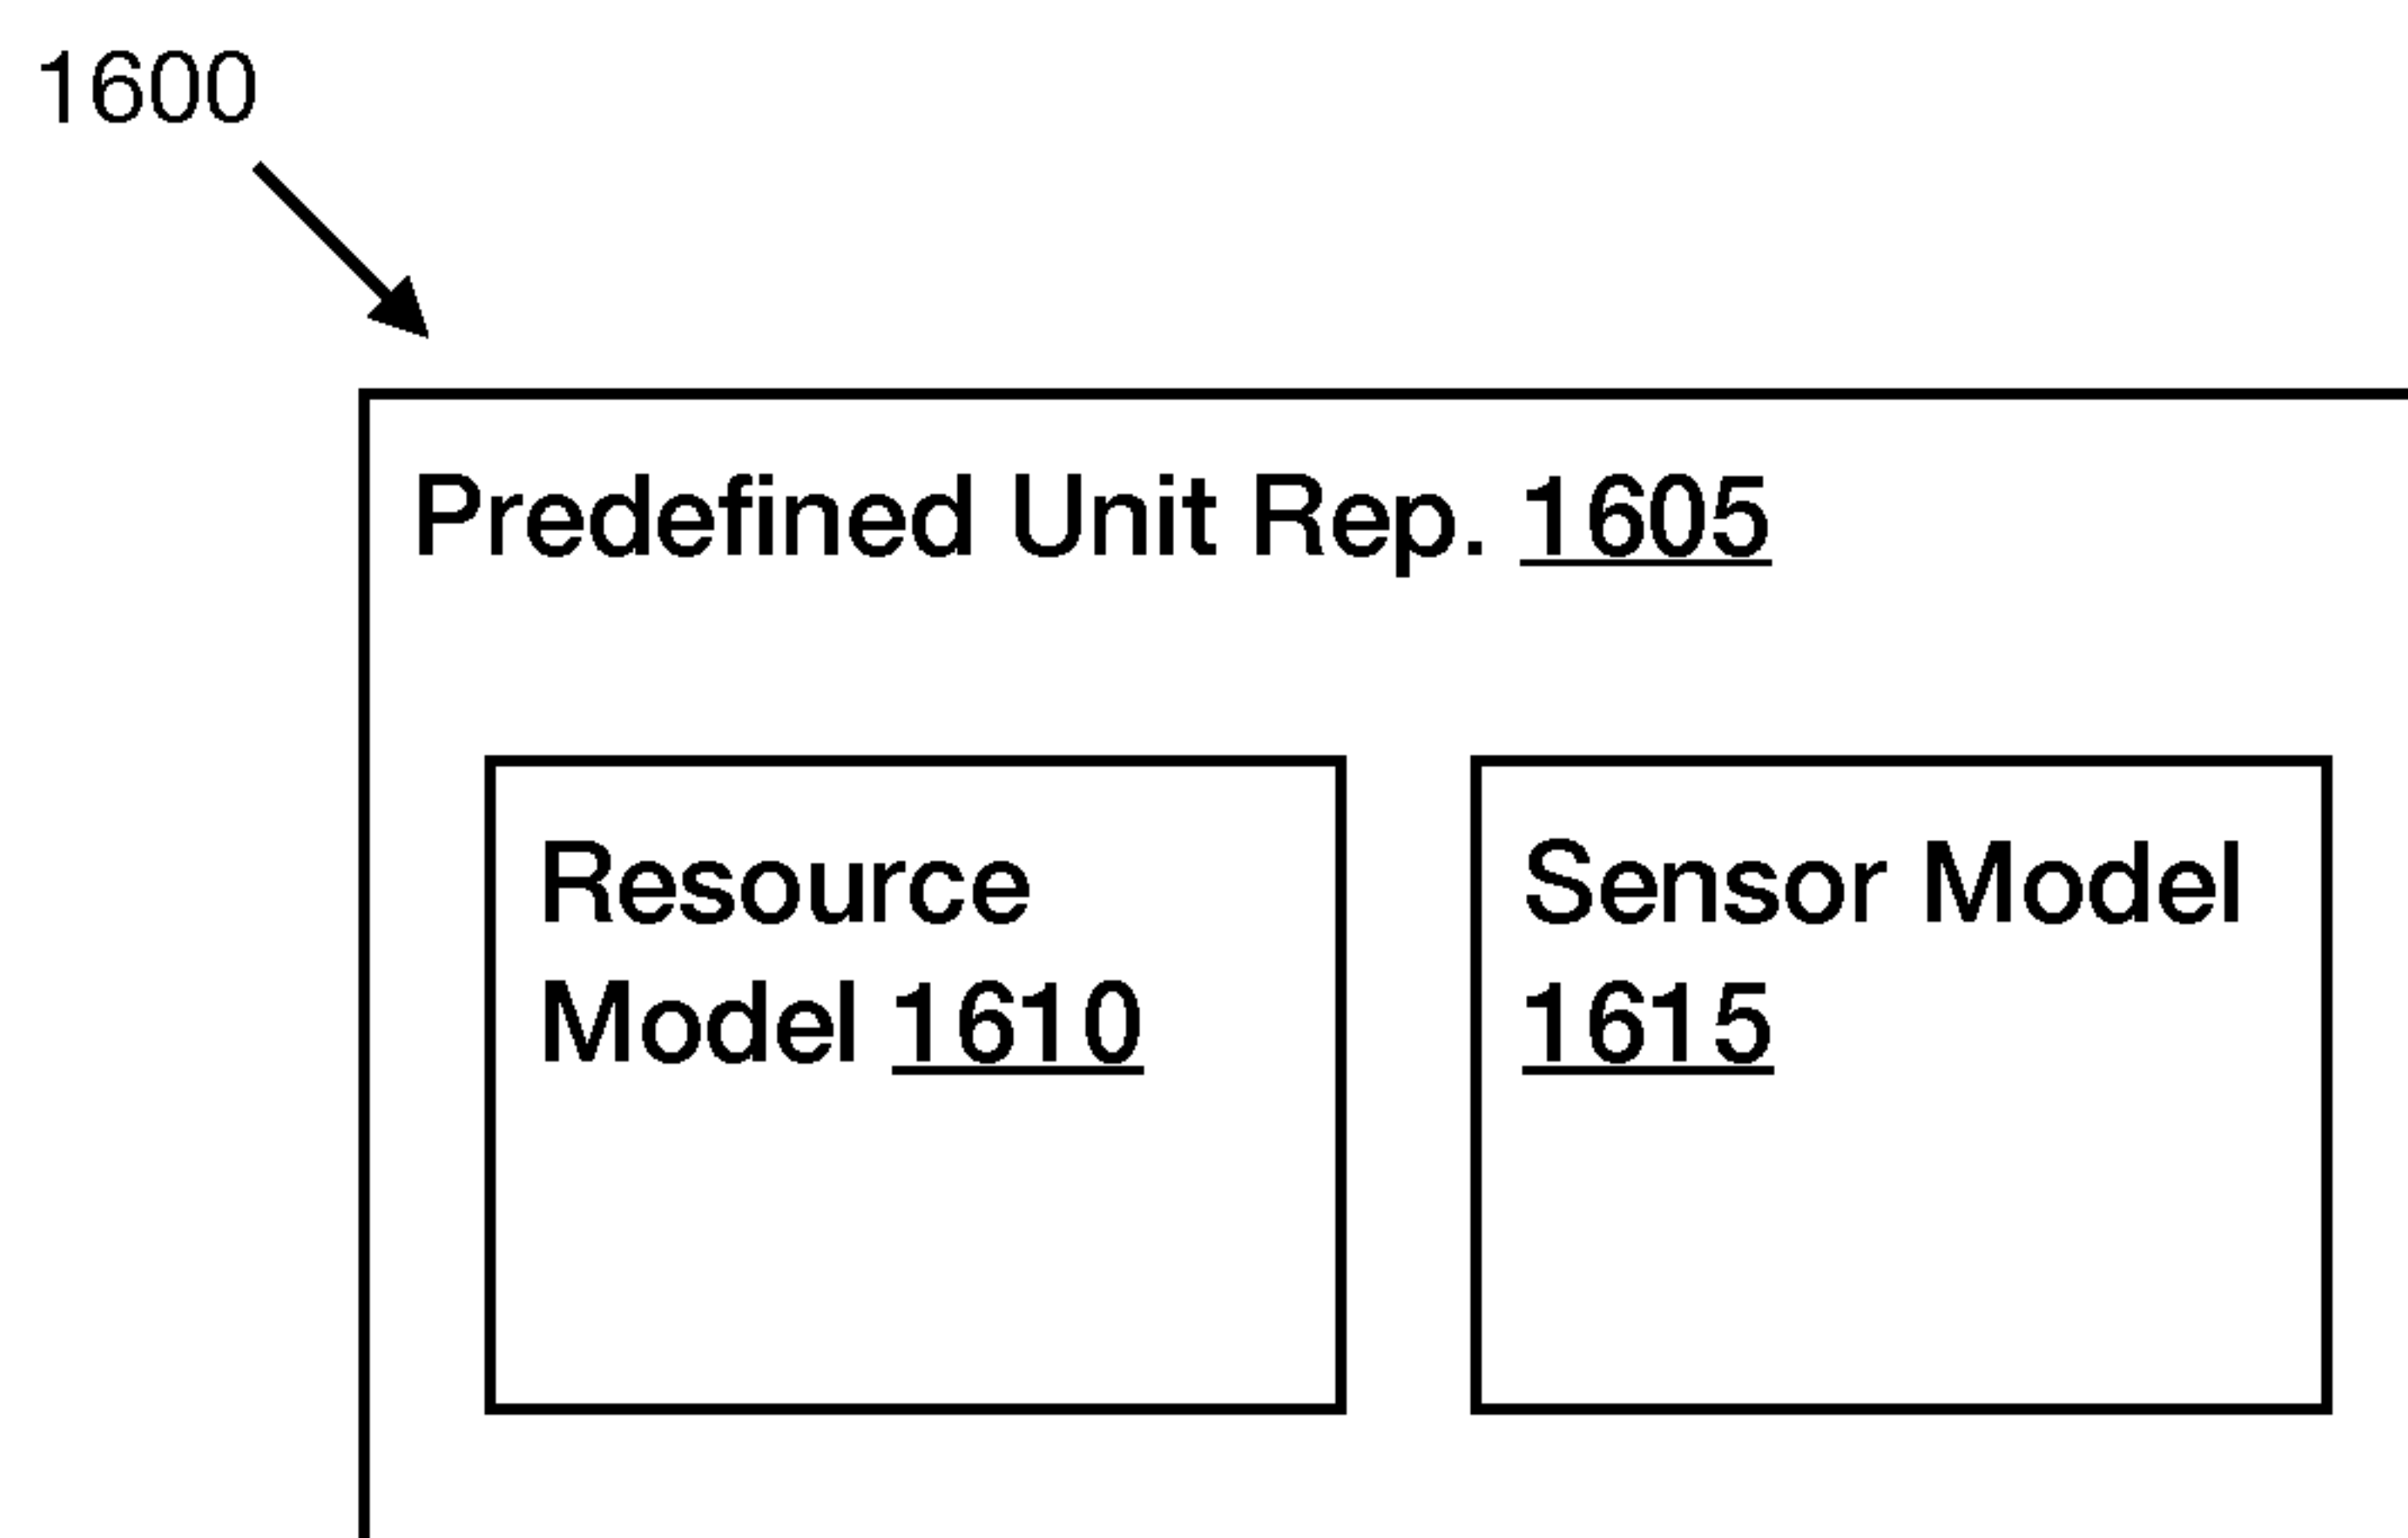 1600
Predefined Unit Rep. 1605
Resource
Model 1610
Sensor Model
1615